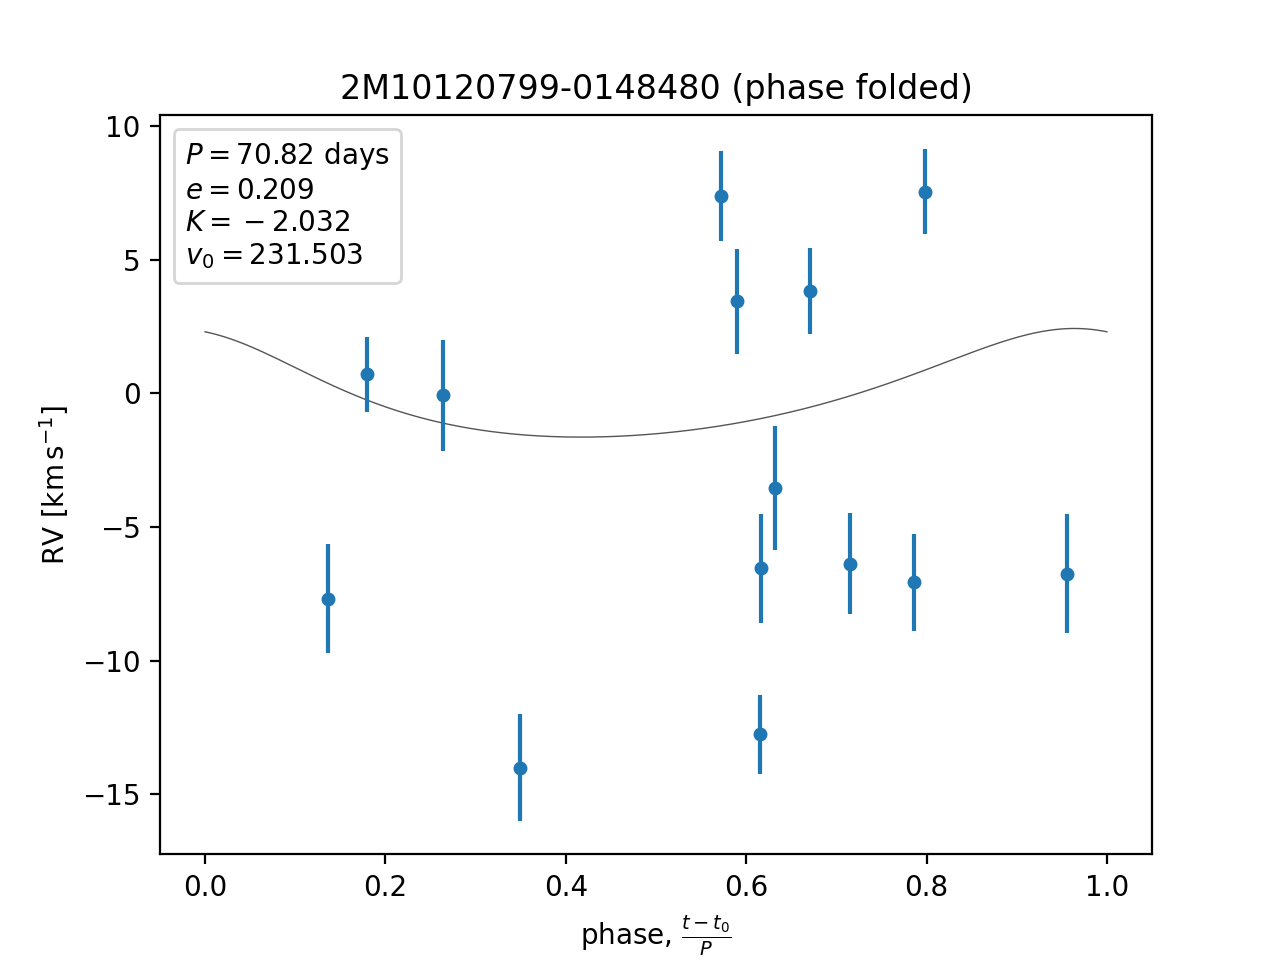 2M10120799-0148480 (phase folded)
P = 70.82 days
e = 0.209
K = −2.032
v₀ = 231.503
10
5
0
−5
−10
−15
RV [km s⁻¹]
0.0 0.2 0.4 0.6 0.8 1.0
phase, (t − t₀)/P